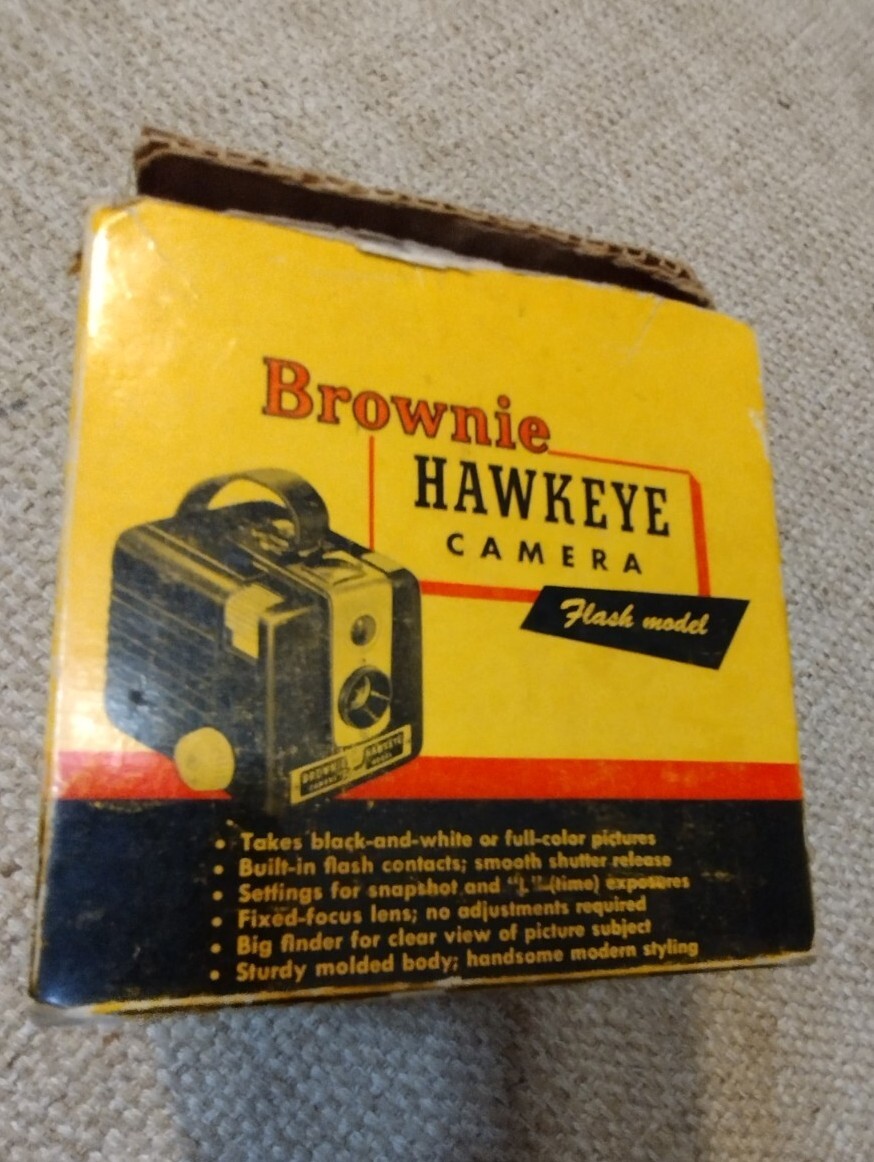 Brownie
HAWKEYE
CAMERA
Flash model
BROWNIE HAWKEYE
CAMERA MODEL
• Takes black-and-white or full-color pictures
• Built-in flash contacts; smooth shutter release
• Settings for snapshot and "L" (time) exposures
• Fixed-focus lens; no adjustments required
• Big finder for clear view of picture subject
• Sturdy molded body; handsome modern styling